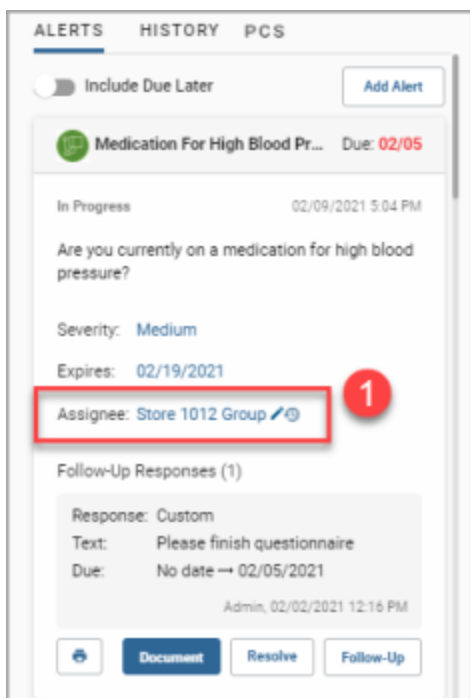 ALERTS HISTORY PCS
Include Due Later Add Alert
Medication For High Blood Pr... Due: 02/05
In Progress 02/09/2021 5:04 PM
Are you currently on a medication for high blood
pressure?
Severity: Medium
Expires: 02/19/2021
Assignee: Store 1012 Group
1
Follow-Up Responses (1)
Response: Custom
Text: Please finish questionnaire
Due: No date → 02/05/2021
Admin, 02/02/2021 12:16 PM
Document Resolve Follow-Up